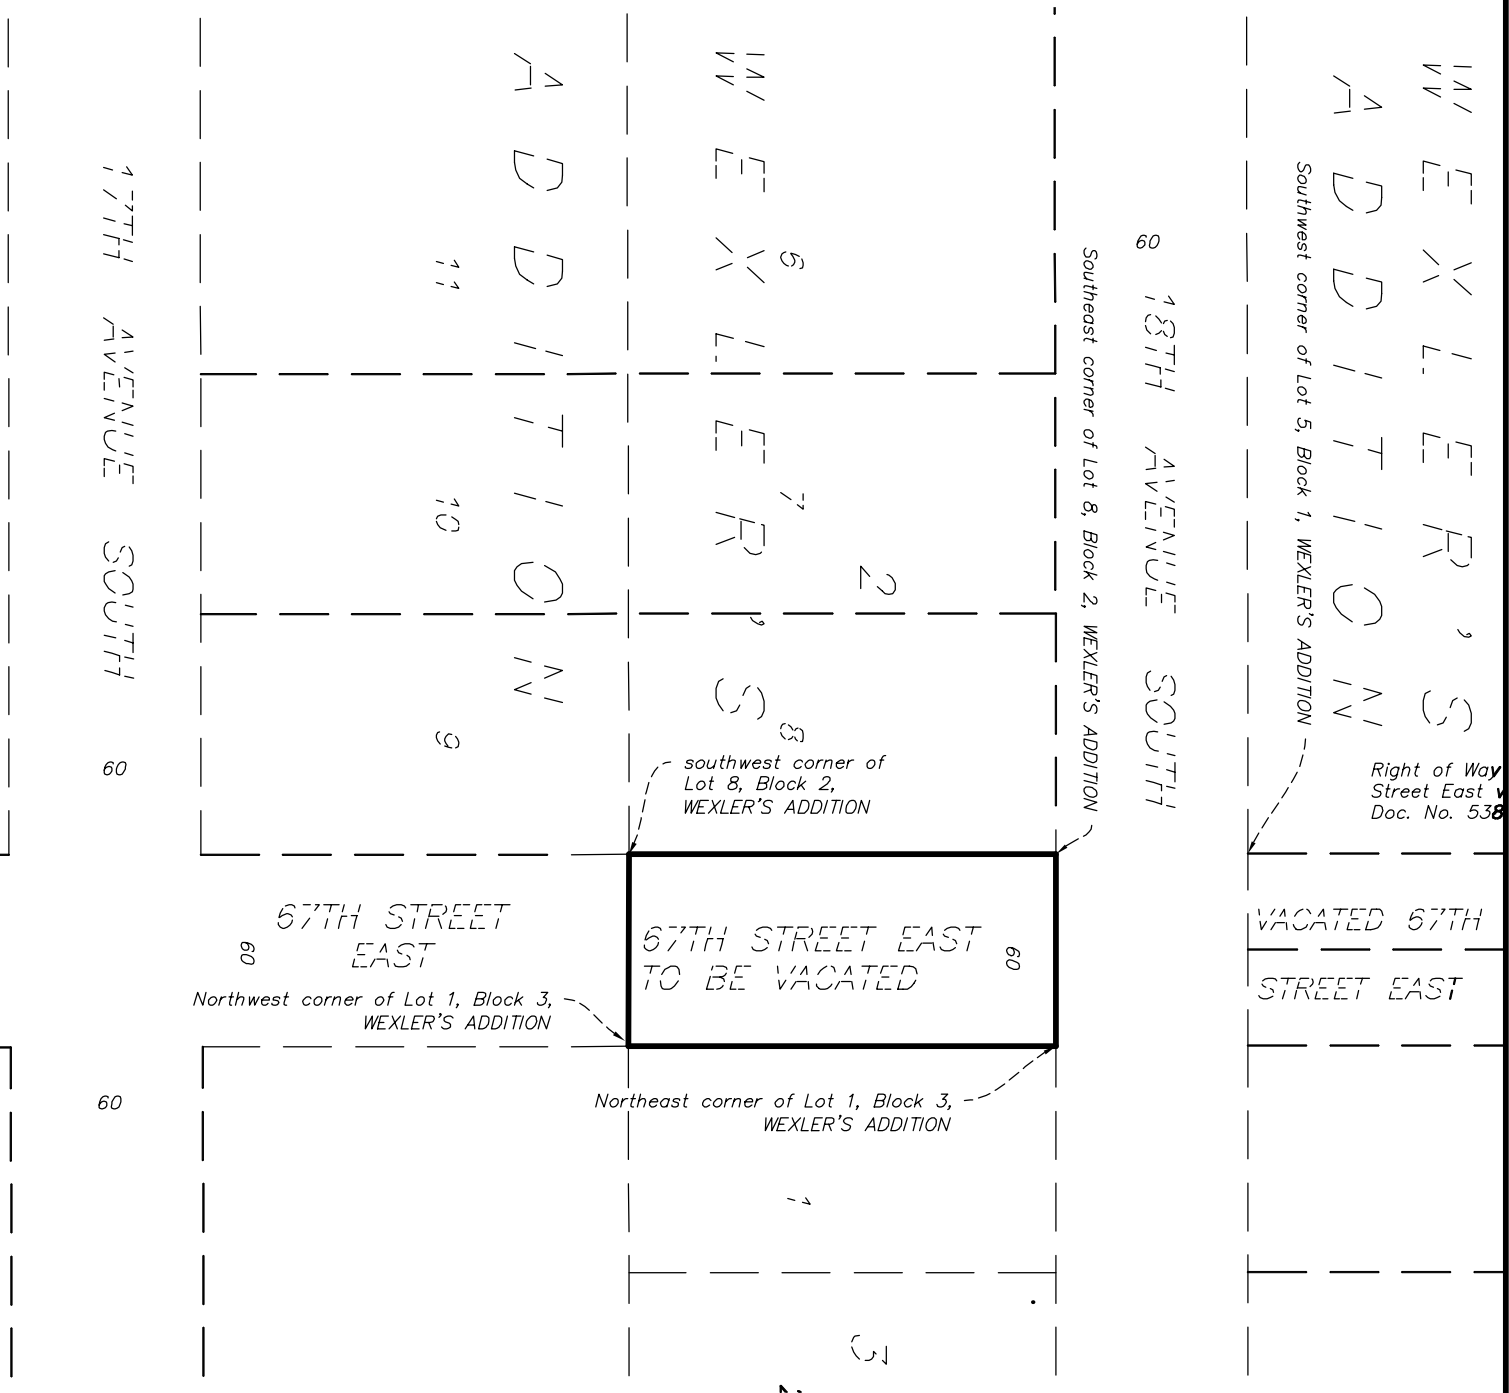 WEXLER'S
ADDITION
WEXLER'S
ADDITION
17TH AVENUE SOUTH
60
60
11
10
9
6
7
8
2
60
18TH AVENUE SOUTH
Southeast corner of Lot 8, Block 2, WEXLER'S ADDITION
Southwest corner of Lot 5, Block 1, WEXLER'S ADDITION
southwest corner of
Lot 8, Block 2,
WEXLER'S ADDITION
Right of Way
Street East
Doc. No. 538
67TH STREET
EAST
60
67TH STREET EAST
TO BE VACATED
60
VACATED 67TH
STREET EAST
Northwest corner of Lot 1, Block 3,
WEXLER'S ADDITION
Northeast corner of Lot 1, Block 3,
WEXLER'S ADDITION
1
3